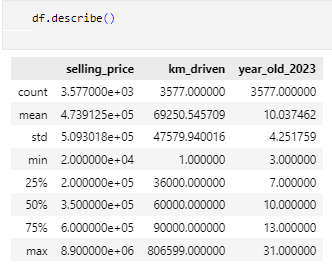 df.describe()
selling_price km_driven year_old_2023
count 3.577000e+03 3577.000000 3577.000000
mean 4.739125e+05 69250.545709 10.037462
std 5.093018e+05 47579.940016 4.251759
min 2.000000e+04 1.000000 3.000000
25% 2.000000e+05 36000.000000 7.000000
50% 3.500000e+05 60000.000000 10.000000
75% 6.000000e+05 90000.000000 13.000000
max 8.900000e+06 806599.000000 31.000000